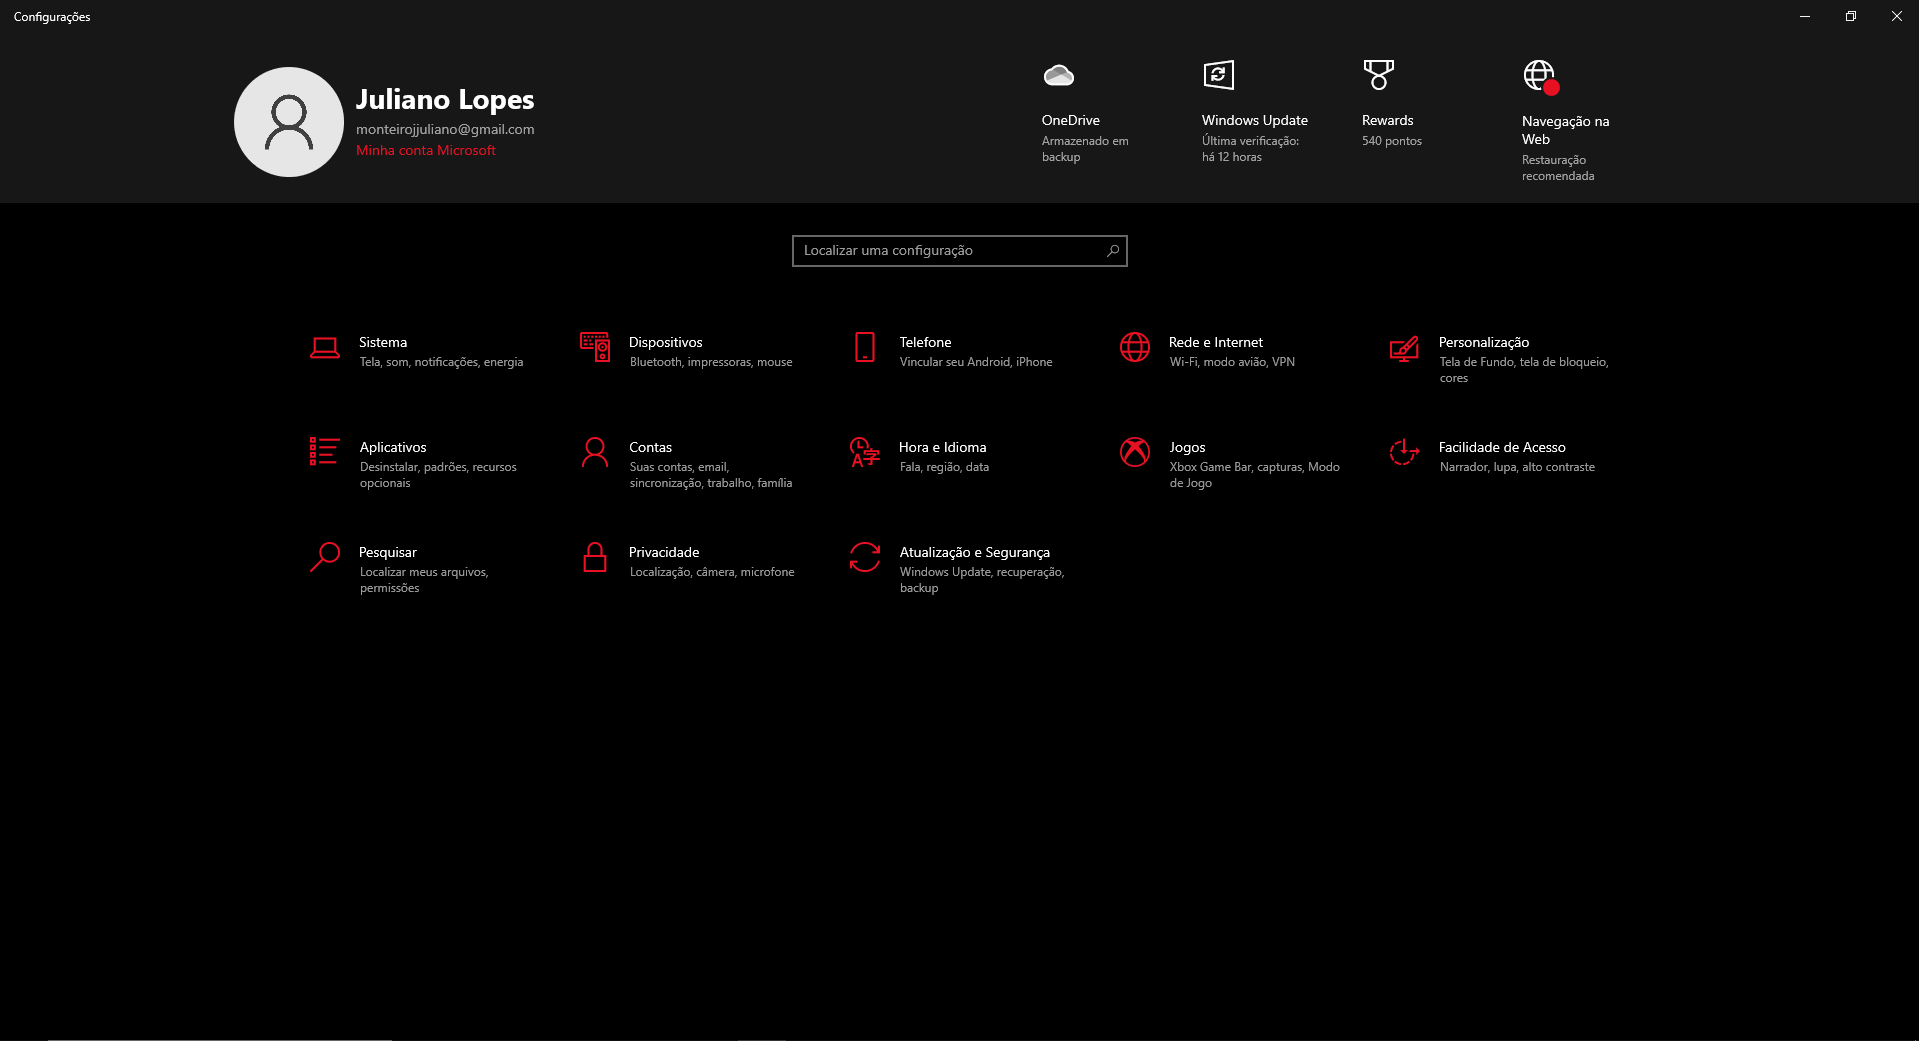 Configurações
Juliano Lopes
monteirojjuliano@gmail.com
Minha conta Microsoft
OneDrive
Armazenado em
backup
Windows Update
Última verificação:
há 12 horas
Rewards
540 pontos
Navegação na
Web
Restauração
recomendada
Localizar uma configuração
Sistema
Tela, som, notificações, energia
Dispositivos
Bluetooth, impressoras, mouse
Telefone
Vincular seu Android, iPhone
Rede e Internet
Wi-Fi, modo avião, VPN
Personalização
Tela de Fundo, tela de bloqueio,
cores
Aplicativos
Desinstalar, padrões, recursos
opcionais
Contas
Suas contas, email,
sincronização, trabalho, família
Hora e Idioma
Fala, região, data
Jogos
Xbox Game Bar, capturas, Modo
de Jogo
Facilidade de Acesso
Narrador, lupa, alto contraste
Pesquisar
Localizar meus arquivos,
permissões
Privacidade
Localização, câmera, microfone
Atualização e Segurança
Windows Update, recuperação,
backup